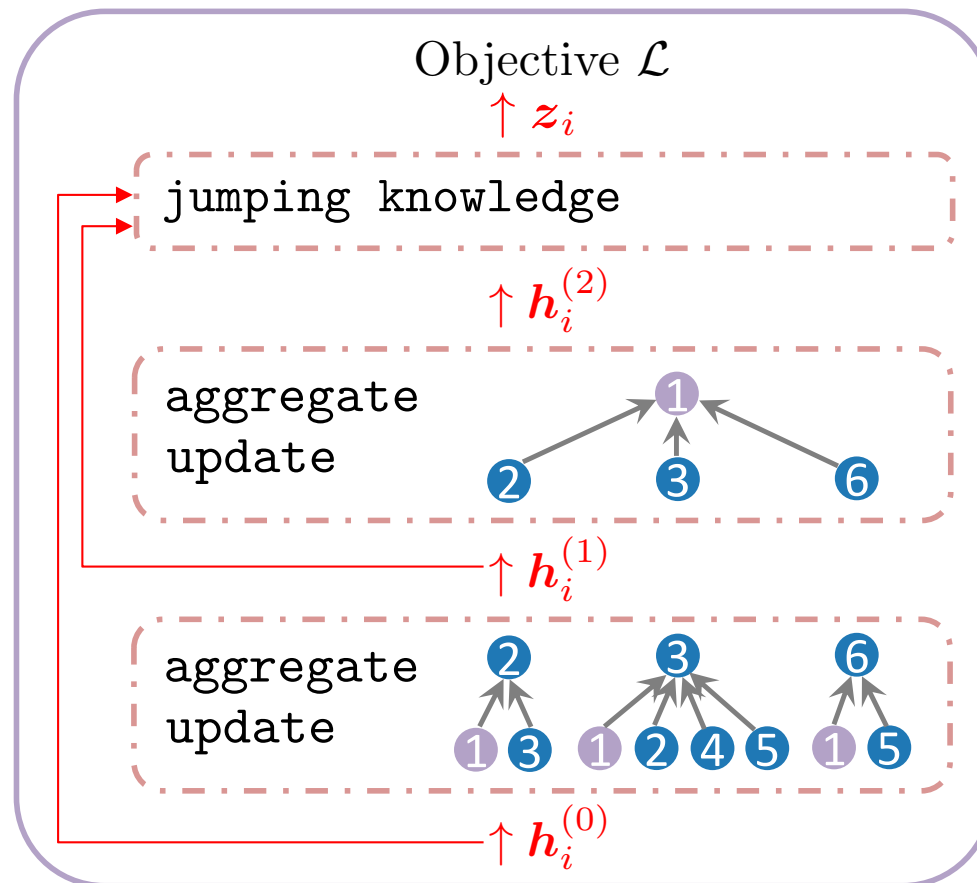 Objective ℒ
↑ z_i
jumping knowledge
↑ h_i^{(2)}
aggregate
update
1
2 3 6
↑ h_i^{(1)}
aggregate
update
2 3 6
1 3 1 2 4 5 1 5
↑ h_i^{(0)}